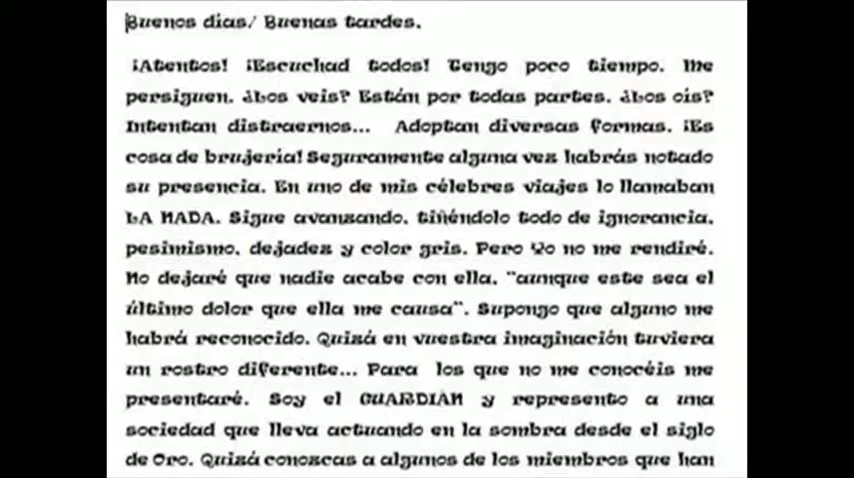 Buenos dias/ Buenas tardes.
¡Atentos! ¡Escuchad todos! Tengo poco tiempo. Me
persiguen. ¿Los veis? Están por todas partes. ¿Los oís?
Intentan distraernos... Adoptan diversas formas. ¡Es
cosa de brujería! Seguramente alguna vez habrás notado
su presencia. En uno de mis célebres viajes lo llamaban
LA NADA. Sigue avanzando, tiñéndolo todo de ignorancia,
pesimismo, dejadez y color gris. Pero Yo no me rendiré.
No dejaré que nadie acabe con ella, "aunque este sea el
último dolor que ella me causa". Supongo que alguno me
habrá reconocido. Quizá en vuestra imaginación tuviera
un rostro diferente... Para los que no me conocéis me
presentaré. Soy el GUARDIÁN y represento a una
sociedad que lleva actuando en la sombra desde el siglo
de Oro. Quizá conozcas a algunos de los miembros que han